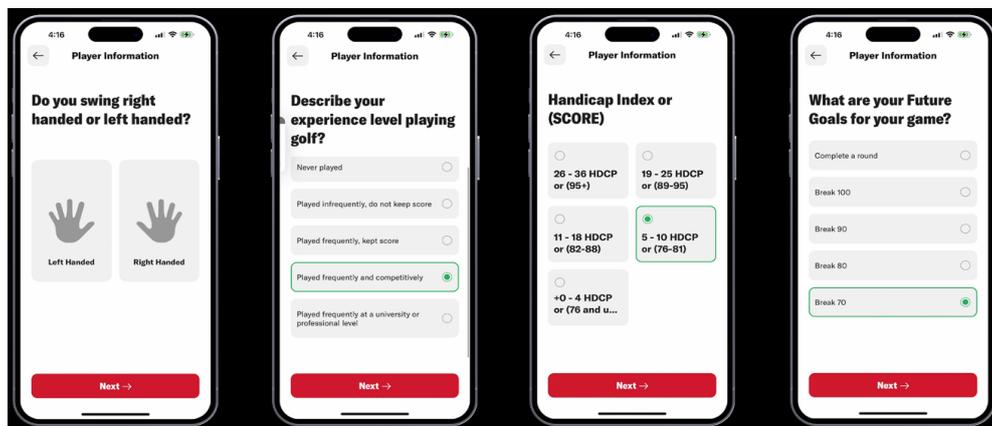 4:16
Player Information
Do you swing right
handed or left handed?
Left Handed
Right Handed
Next →
4:16
Player Information
Describe your
experience level playing
golf?
Never played
Played infrequently, do not keep score
Played frequently, kept score
Played frequently and competitively
Played frequently at a university or
professional level
Next →
4:16
Player Information
Handicap Index or
(SCORE)
26 - 36 HDCP
or (95+)
19 - 25 HDCP
or (89-95)
11 - 18 HDCP
or (82-88)
5 - 10 HDCP
or (76-81)
+0 - 4 HDCP
or (76 and u...
Next →
4:16
Player Information
What are your Future
Goals for your game?
Complete a round
Break 100
Break 90
Break 80
Break 70
Next →